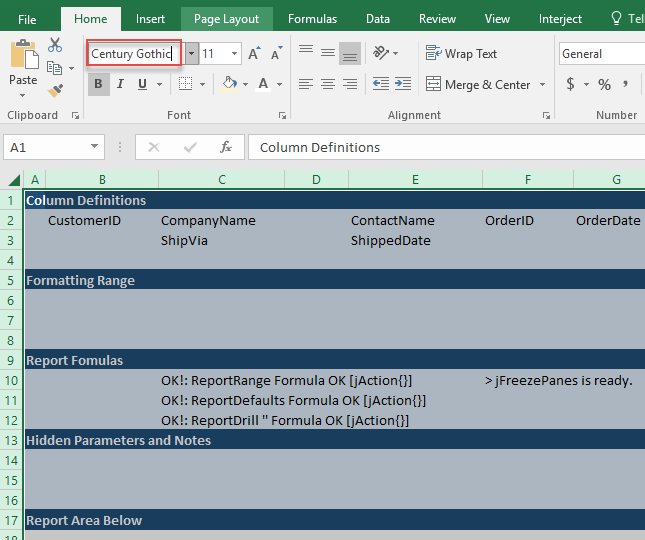 File Home Insert Page Layout Formulas Data Review View Interject Tell
Paste
Century Gothic 11 A A
B I U A
Wrap Text
Merge & Center
General
$ % ,
Clipboard Font Alignment Number
A1 fx Column Definitions
A B C D E F G
1 Column Definitions
2 CustomerID CompanyName ContactName OrderID OrderDate
3 ShipVia ShippedDate
4
5 Formatting Range
6
7
8
9 Report Fomulas
10 OK!: ReportRange Formula OK [jAction{}] > jFreezePanes is ready.
11 OK!: ReportDefaults Formula OK [jAction{}]
12 OK!: ReportDrill " Formula OK [jAction{}]
13 Hidden Parameters and Notes
14
15
16
17 Report Area Below